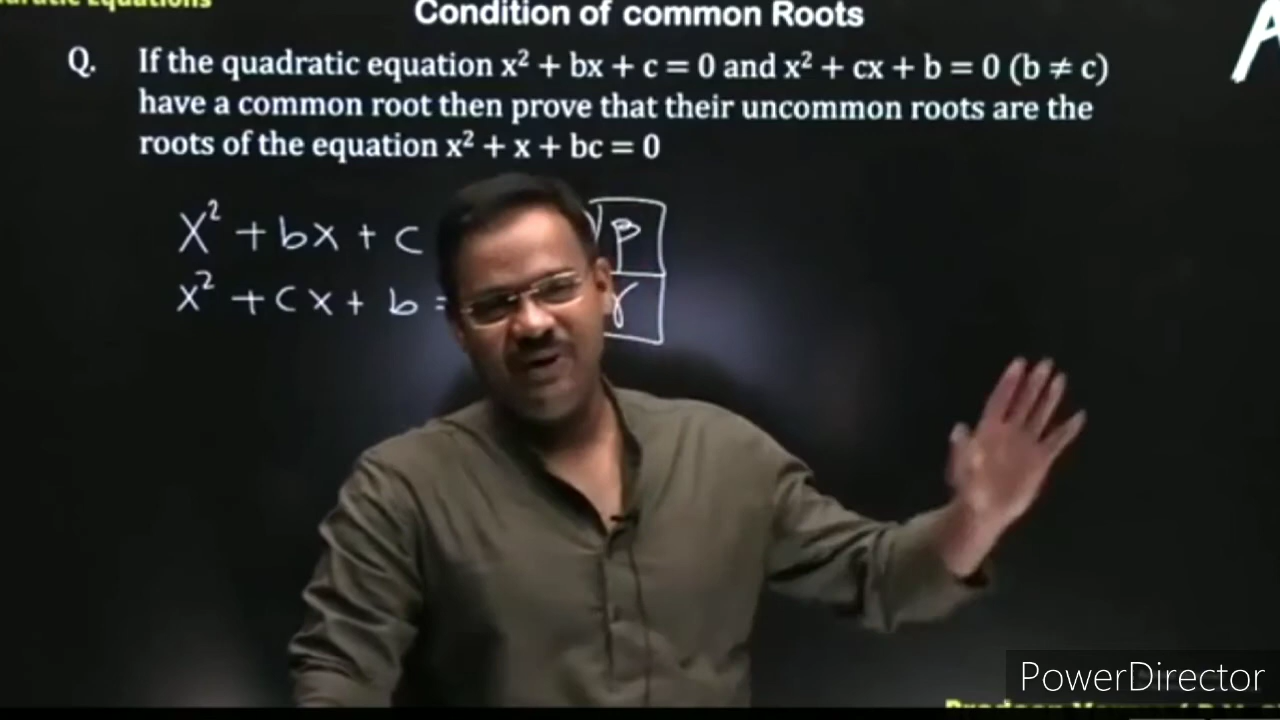 Equations
Condition of common Roots
Q. If the quadratic equation x² + bx + c = 0 and x² + cx + b = 0 (b ≠ c)
have a common root then prove that their uncommon roots are the
roots of the equation x² + x + bc = 0
x² + bx + c
β
x² + cx + b =
γ
PowerDirector